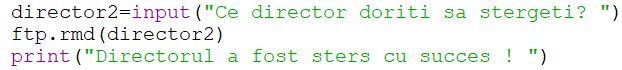 director2=input("Ce director doriti sa stergeti? ")
ftp.rmd(director2)
print("Directorul a fost sters cu succes ! ")